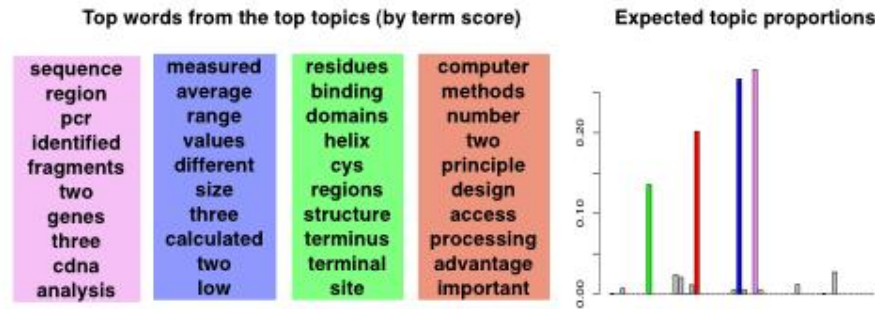 Top words from the top topics (by term score)
Expected topic proportions
sequence
region
pcr
identified
fragments
two
genes
three
cdna
analysis
measured
average
range
values
different
size
three
calculated
two
low
residues
binding
domains
helix
cys
regions
structure
terminus
terminal
site
computer
methods
number
two
principle
design
access
processing
advantage
important
0.20
0.10
0.00